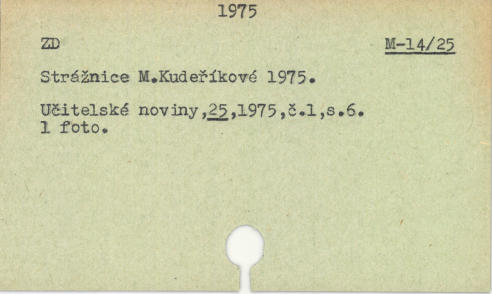 1975
ZD M-14/25
Strážnice M.Kudeříkové 1975.
Učitelské noviny,25,1975,č.1,s.6.
1 foto.